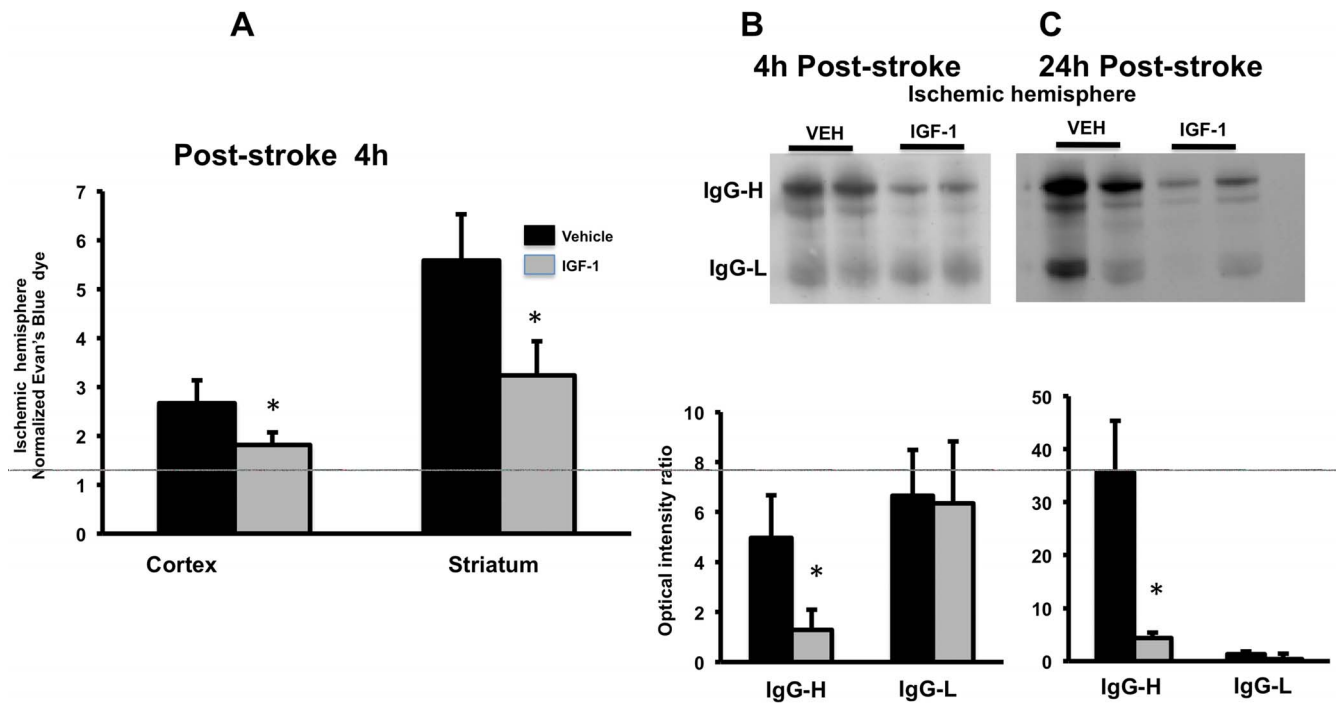 A
B
C
4h Post-stroke
24h Post-stroke
Ischemic hemisphere
VEH
IGF-1
VEH
IGF-1
IgG-H
IgG-L
Post-stroke 4h
Ischemic hemisphere
Normalized Evan's Blue dye
7
6
5
4
3
2
1
0
Vehicle
IGF-1
*
*
Cortex
Striatum
Optical intensity ratio
10
8
6
4
2
0
*
IgG-H
IgG-L
50
40
30
20
10
0
*
IgG-H
IgG-L